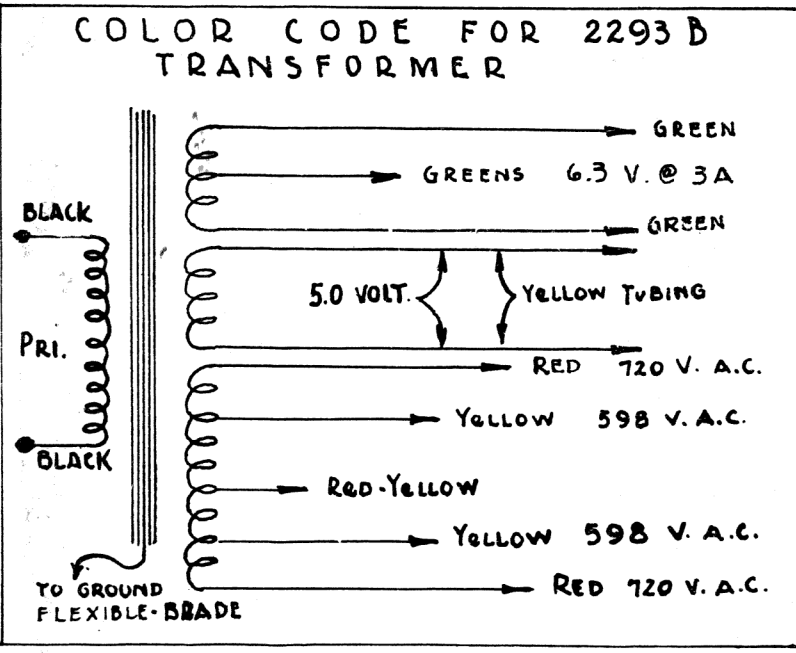 COLOR CODE FOR 2293 B
TRANSFORMER
GREEN
GREENS 6.3 V. @ 3A
BLACK
GREEN
5.0 VOLT. YELLOW TUBING
PRI.
RED 720 V. A.C.
YELLOW 598 V. A.C.
BLACK
RED-YELLOW
YELLOW 598 V. A.C.
TO GROUND
FLEXIBLE-BRADE
RED 720 V. A.C.